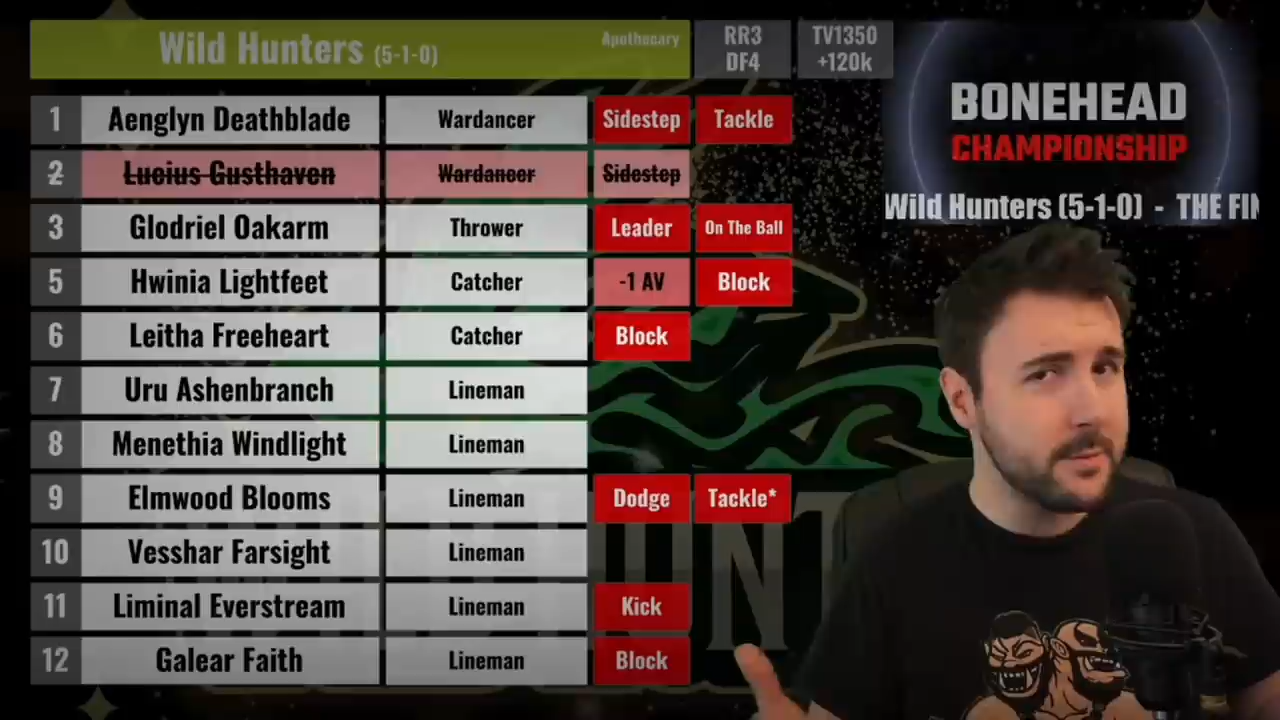 Wild Hunters (5-1-0) Apothecary RR3 DF4 TV1350 +120k
1 Aenglyn Deathblade Wardancer Sidestep Tackle
2 Lucius Gusthaven Wardancer Sidestep
3 Glodriel Oakarm Thrower Leader On The Ball
5 Hwinia Lightfeet Catcher -1 AV Block
6 Leitha Freeheart Catcher Block
7 Uru Ashenbranch Lineman
8 Menethia Windlight Lineman
9 Elmwood Blooms Lineman Dodge Tackle*
10 Vesshar Farsight Lineman
11 Liminal Everstream Lineman Kick
12 Galear Faith Lineman Block
BONEHEAD
CHAMPIONSHIP
Wild Hunters (5-1-0) - THE FIN